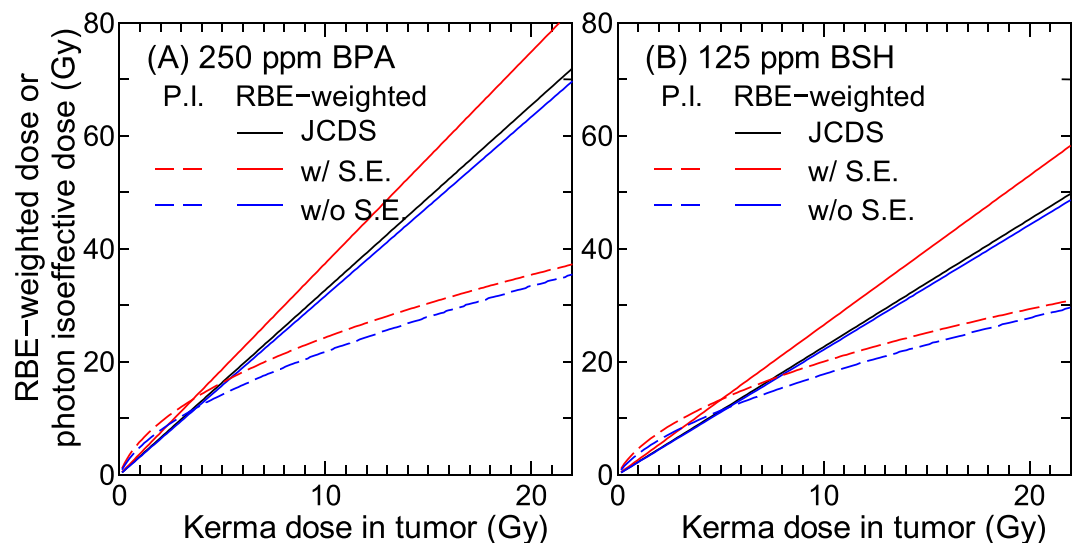 RBE−weighted dose or
photon isoeffective dose (Gy)
80
60
40
20
0
(A) 250 ppm BPA
P.I. RBE−weighted
JCDS
w/ S.E.
w/o S.E.
0 10 20
Kerma dose in tumor (Gy)
80
60
40
20
0
(B) 125 ppm BSH
P.I. RBE−weighted
JCDS
w/ S.E.
w/o S.E.
0 10 20
Kerma dose in tumor (Gy)